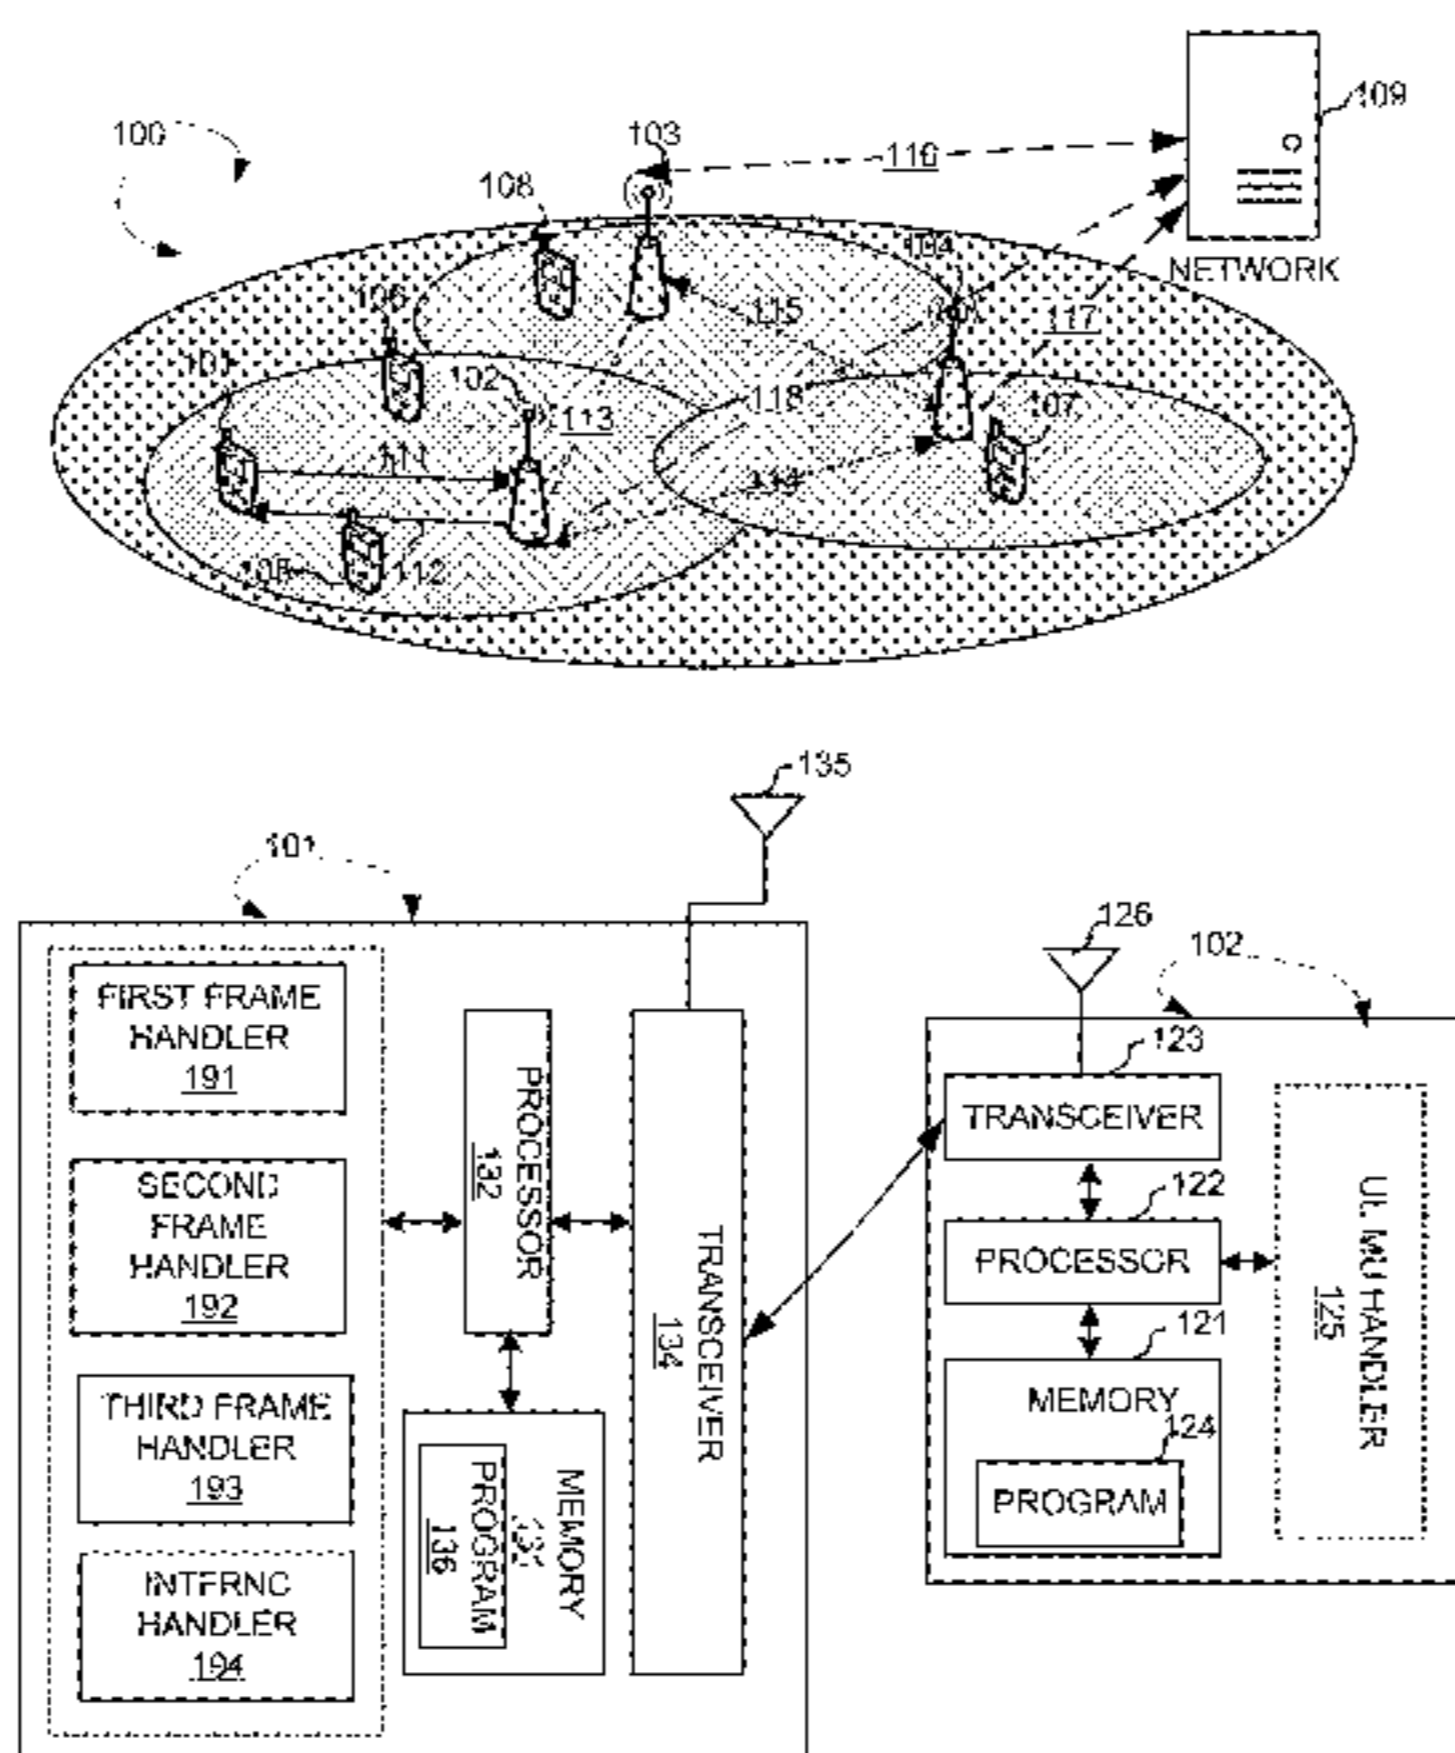 100
103
116
109
108
104
NETWORK
106
115
117
101
102
118
107
113
111
114
105
112
135
101
126
102
FIRST FRAME
HANDLER
191
123
TRANSCEIVER
PROCESSOR
132
SECOND
FRAME
HANDLER
192
122
PROCESSOR
UL MU HANDLER
125
TRANSCEIVER
134
121
MEMORY
124
PROGRAM
THIRD FRAME
HANDLER
193
MEMORY
PROGRAM
136
HANDLER
194